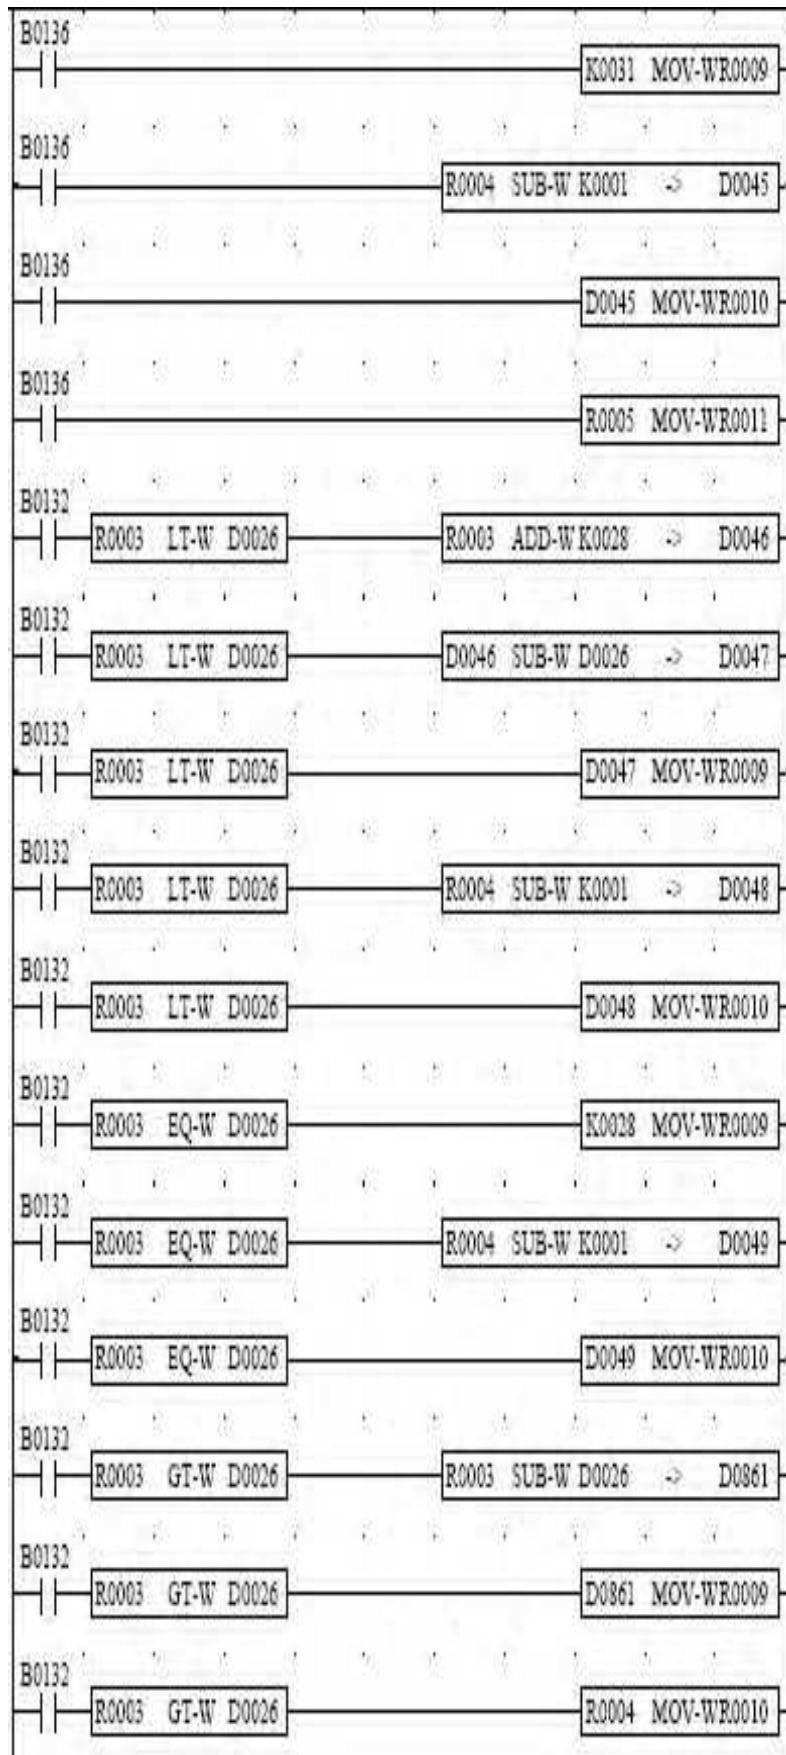 B0136
K0031 MOV-WR0009
B0136
R0004 SUB-W K0001 -> D0045
B0136
D0045 MOV-WR0010
B0136
R0005 MOV-WR0011
B0132
R0003 LT-W D0026 R0003 ADD-W K0028 -> D0046
B0132
R0003 LT-W D0026 D0046 SUB-W D0026 -> D0047
B0132
R0003 LT-W D0026 D0047 MOV-WR0009
B0132
R0003 LT-W D0026 R0004 SUB-W K0001 -> D0048
B0132
R0003 LT-W D0026 D0048 MOV-WR0010
B0132
R0003 EQ-W D0026 K0028 MOV-WR0009
B0132
R0003 EQ-W D0026 R0004 SUB-W K0001 -> D0049
B0132
R0003 EQ-W D0026 D0049 MOV-WR0010
B0132
R0003 GT-W D0026 R0003 SUB-W D0026 -> D0861
B0132
R0003 GT-W D0026 D0861 MOV-WR0009
B0132
R0003 GT-W D0026 R0004 MOV-WR0010